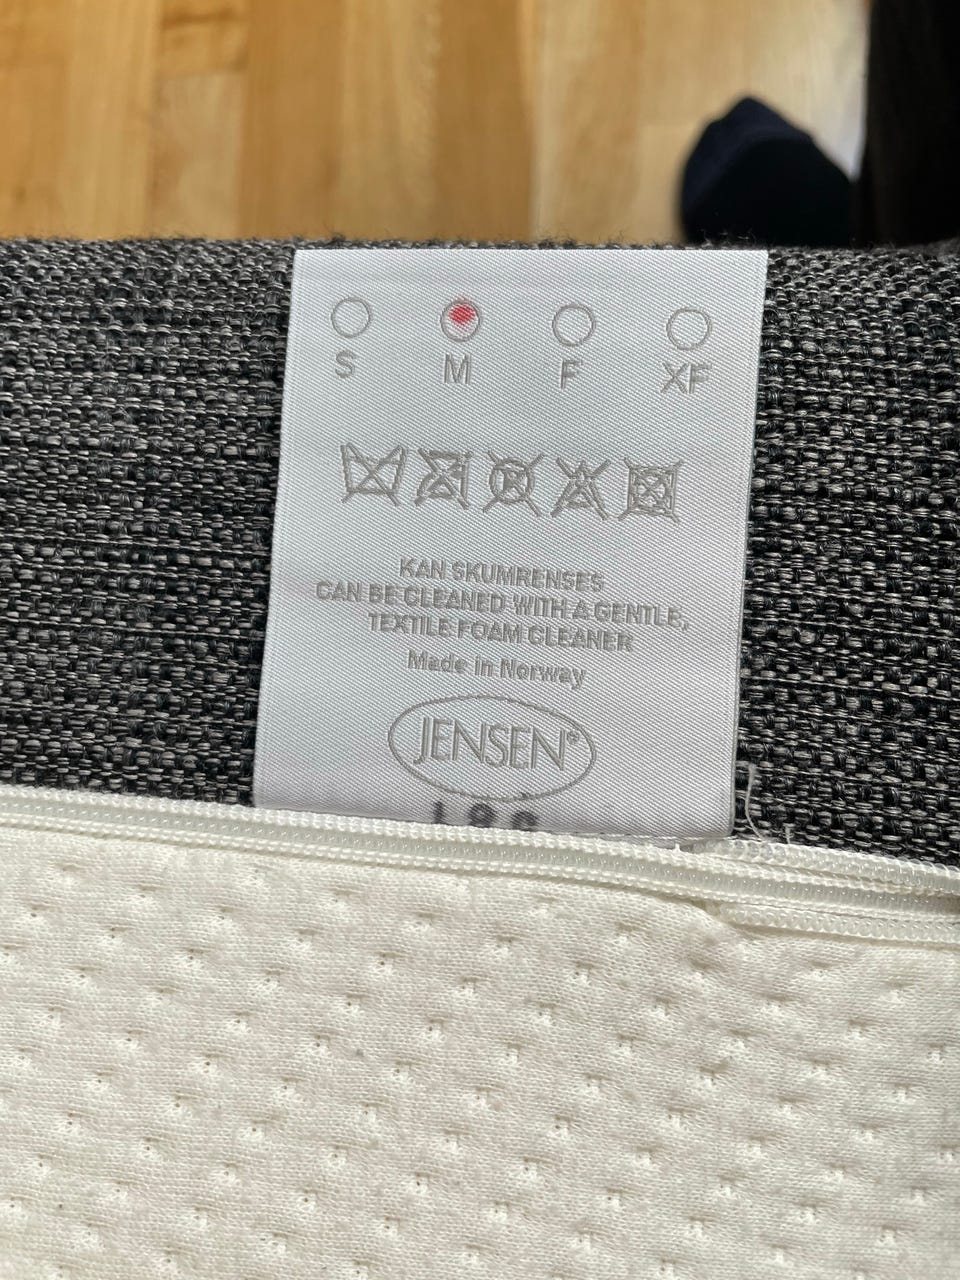 S M F XF
KAN SKUMRENSES
CAN BE CLEANED WITH A GENTLE,
TEXTILE FOAM CLEANER
Made in Norway
JENSEN®